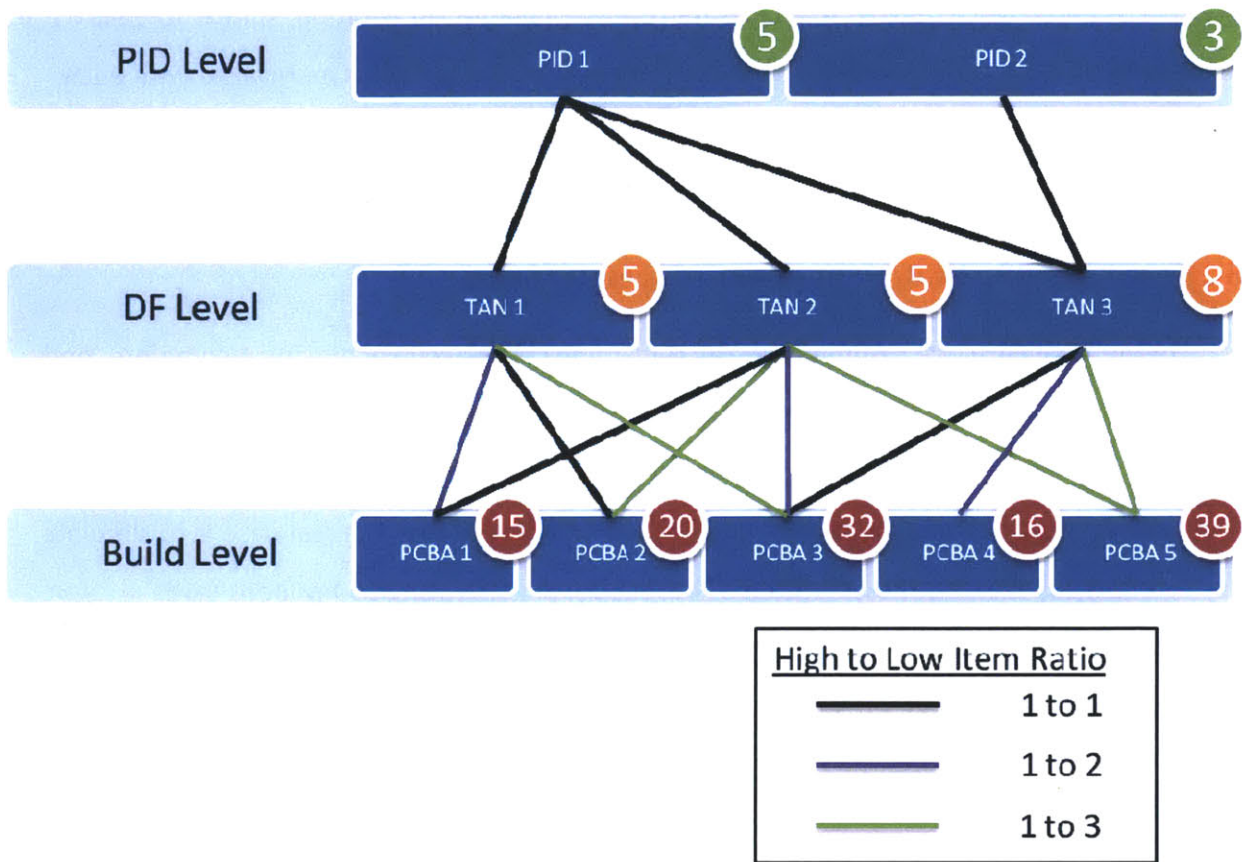 PID Level
PID 1
5
PID 2
3
DF Level
TAN 1
5
TAN 2
5
TAN 3
8
Build Level
PCBA 1
15
PCBA 2
20
PCBA 3
32
PCBA 4
16
PCBA 5
39
High to Low Item Ratio
1 to 1
1 to 2
1 to 3